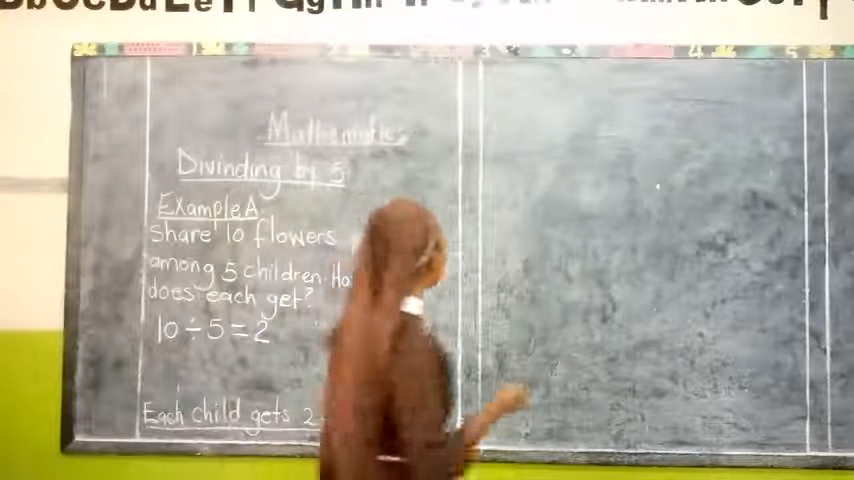 Mathematics
Divinding by 5
Example A
Share 10 flowers
among 5 children. Ho
does each get?
10 ÷ 5 = 2
Each child gets 2